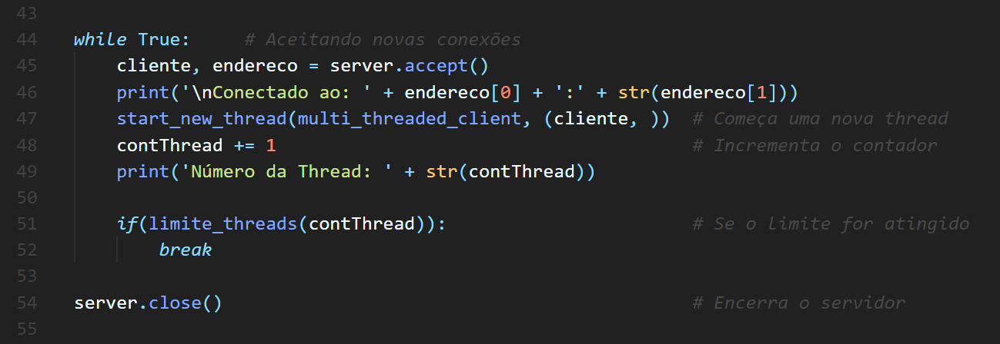 43
44 while True:     # Aceitando novas conexões
45     cliente, endereco = server.accept()
46     print('\nConectado ao: ' + endereco[0] + ':' + str(endereco[1]))
47     start_new_thread(multi_threaded_client, (cliente, ))  # Começa uma nova thread
48     contThread += 1                                       # Incrementa o contador
49     print('Número da Thread: ' + str(contThread))
50
51     if(limite_threads(contThread)):                       # Se o limite for atingido
52         break
53
54 server.close()                                            # Encerra o servidor
55